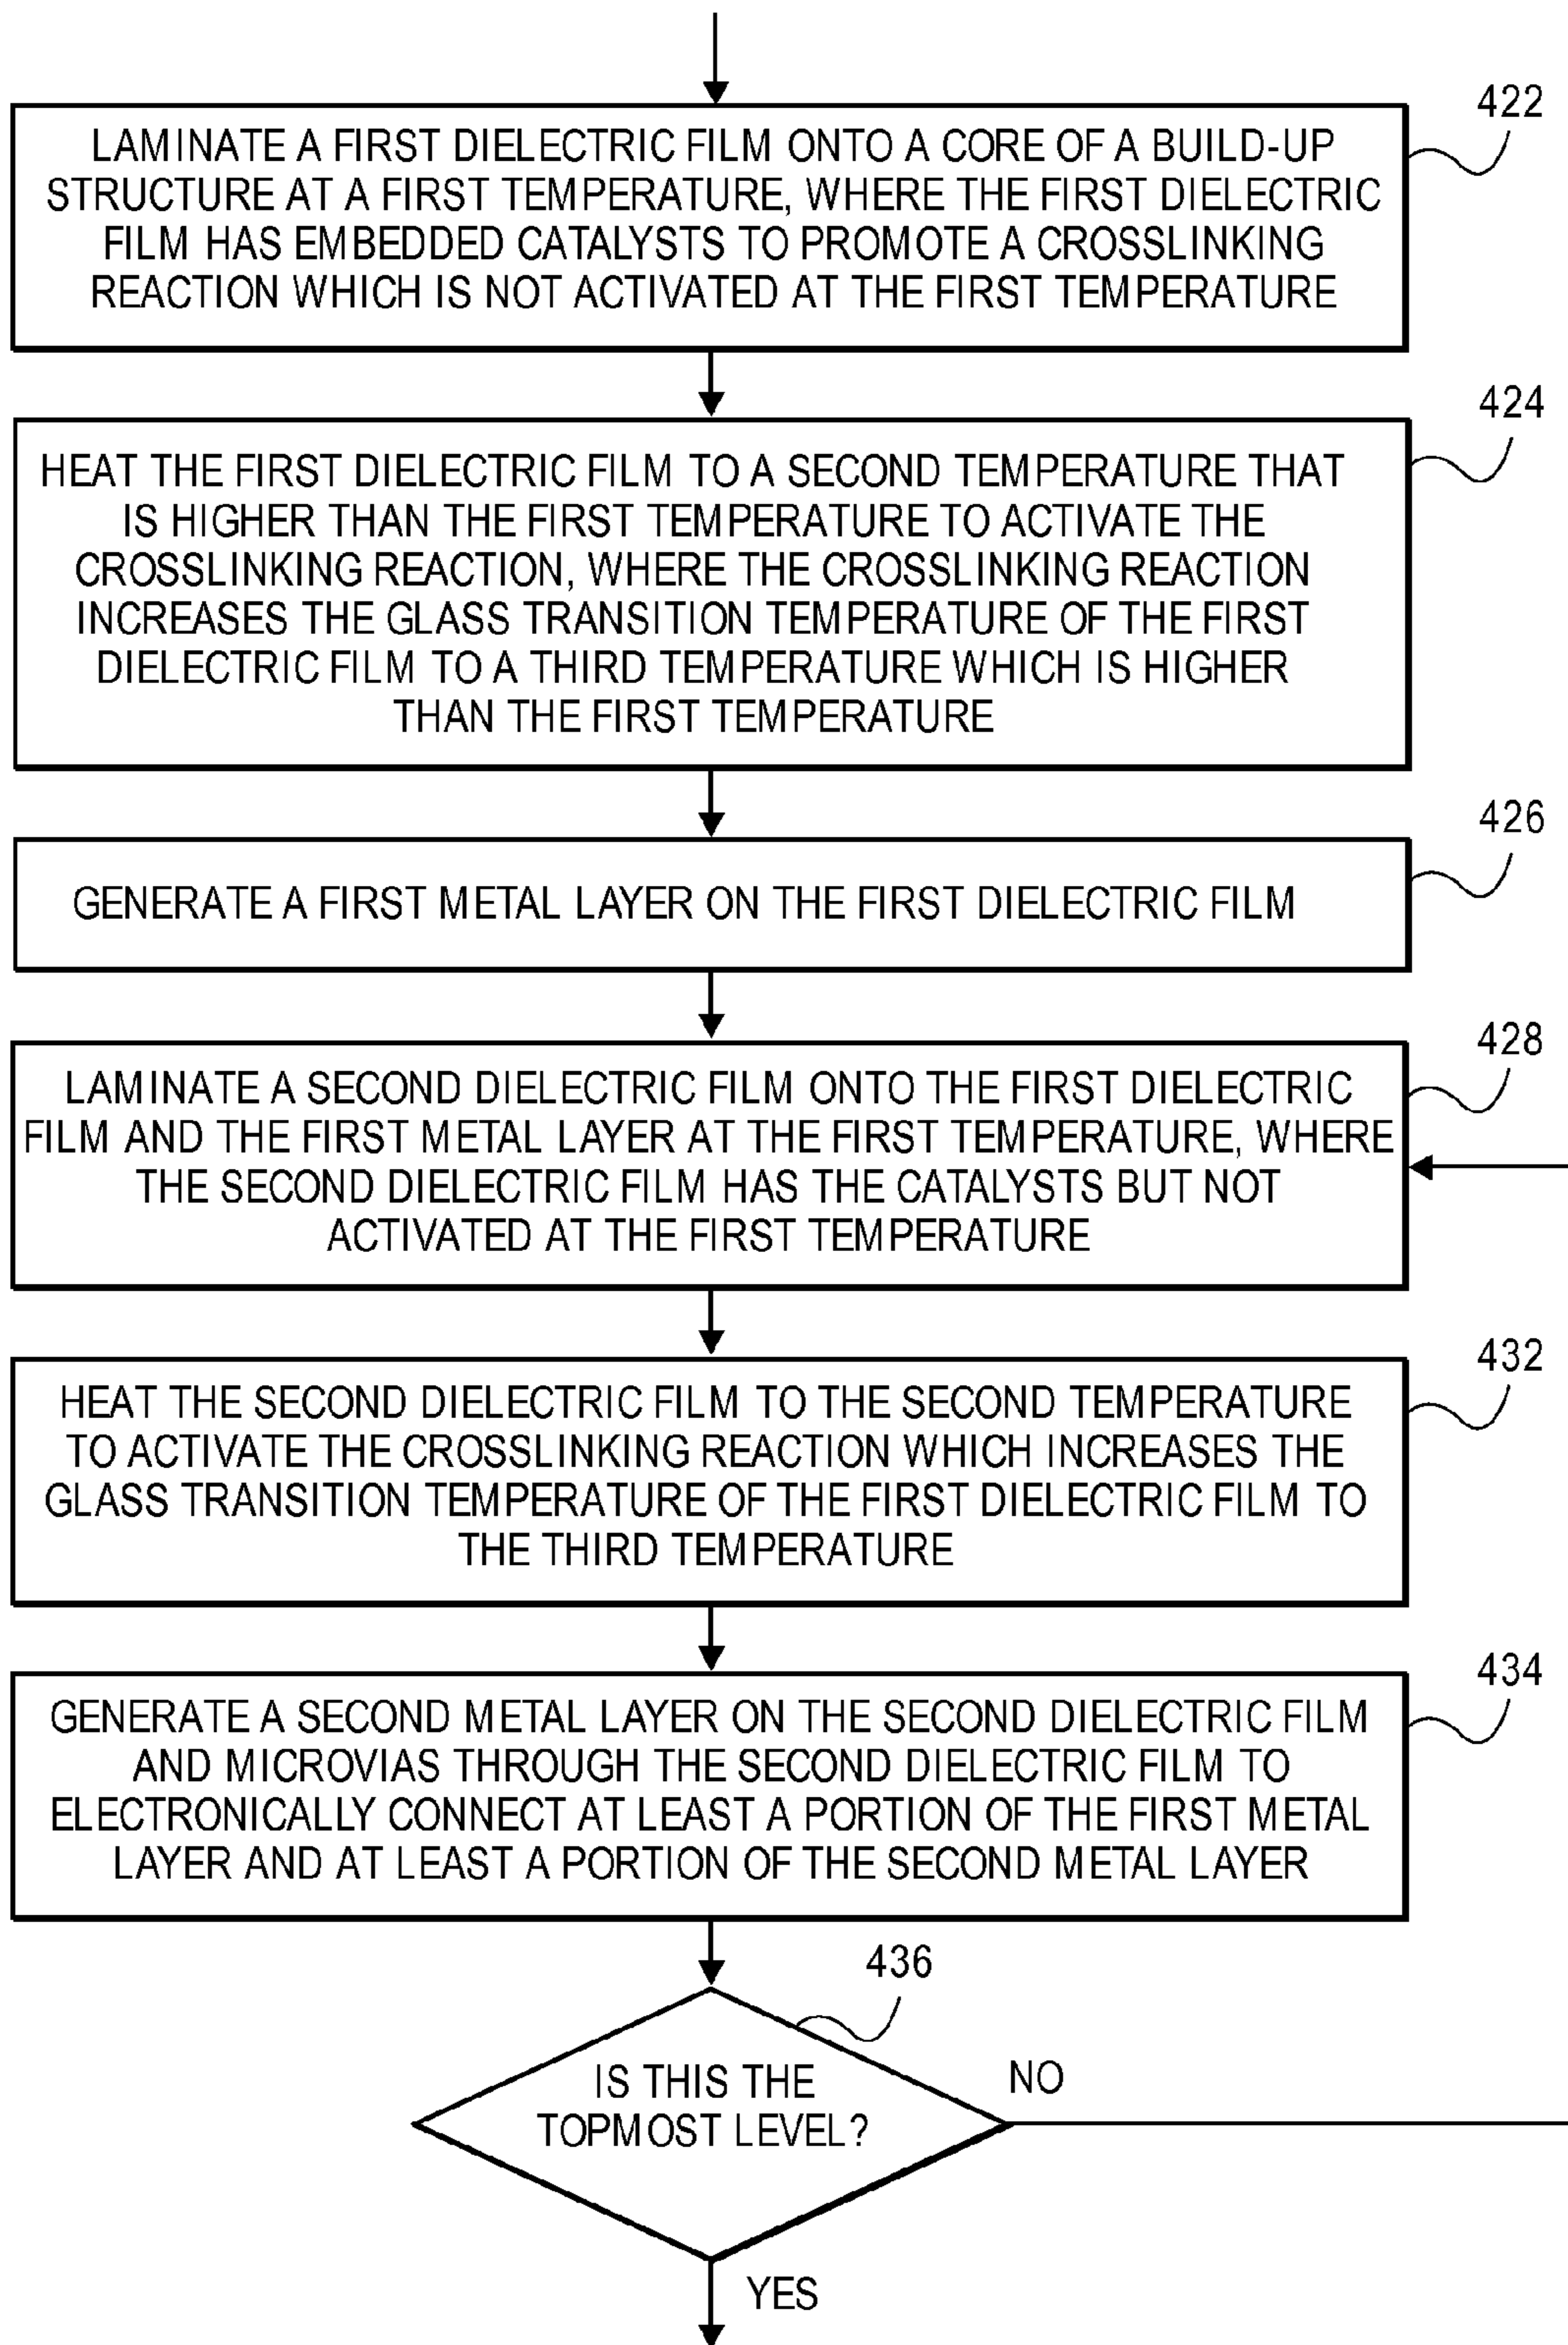 422
LAMINATE A FIRST DIELECTRIC FILM ONTO A CORE OF A BUILD-UP
STRUCTURE AT A FIRST TEMPERATURE, WHERE THE FIRST DIELECTRIC
FILM HAS EMBEDDED CATALYSTS TO PROMOTE A CROSSLINKING
REACTION WHICH IS NOT ACTIVATED AT THE FIRST TEMPERATURE
424
HEAT THE FIRST DIELECTRIC FILM TO A SECOND TEMPERATURE THAT
IS HIGHER THAN THE FIRST TEMPERATURE TO ACTIVATE THE
CROSSLINKING REACTION, WHERE THE CROSSLINKING REACTION
INCREASES THE GLASS TRANSITION TEMPERATURE OF THE FIRST
DIELECTRIC FILM TO A THIRD TEMPERATURE WHICH IS HIGHER
THAN THE FIRST TEMPERATURE
426
GENERATE A FIRST METAL LAYER ON THE FIRST DIELECTRIC FILM
428
LAMINATE A SECOND DIELECTRIC FILM ONTO THE FIRST DIELECTRIC
FILM AND THE FIRST METAL LAYER AT THE FIRST TEMPERATURE, WHERE
THE SECOND DIELECTRIC FILM HAS THE CATALYSTS BUT NOT
ACTIVATED AT THE FIRST TEMPERATURE
432
HEAT THE SECOND DIELECTRIC FILM TO THE SECOND TEMPERATURE
TO ACTIVATE THE CROSSLINKING REACTION WHICH INCREASES THE
GLASS TRANSITION TEMPERATURE OF THE FIRST DIELECTRIC FILM TO
THE THIRD TEMPERATURE
434
GENERATE A SECOND METAL LAYER ON THE SECOND DIELECTRIC FILM
AND MICROVIAS THROUGH THE SECOND DIELECTRIC FILM TO
ELECTRONICALLY CONNECT AT LEAST A PORTION OF THE FIRST METAL
LAYER AND AT LEAST A PORTION OF THE SECOND METAL LAYER
436
IS THIS THE
TOPMOST LEVEL?
NO
YES